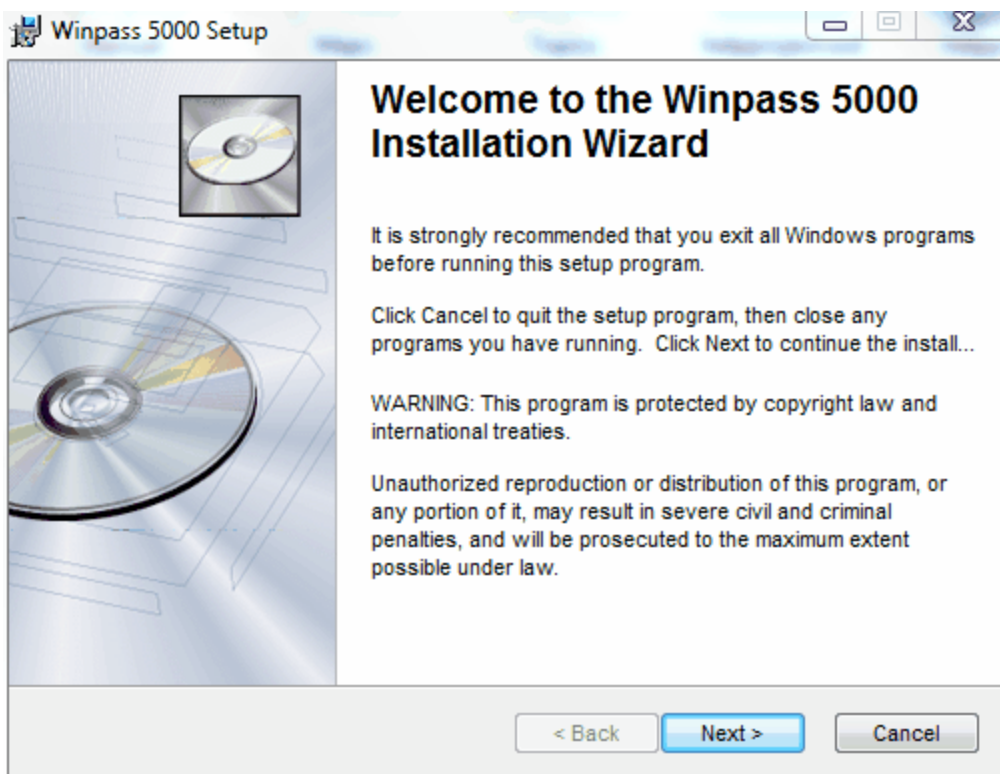 Winpass 5000 Setup
Welcome to the Winpass 5000
Installation Wizard
It is strongly recommended that you exit all Windows programs
before running this setup program.
Click Cancel to quit the setup program, then close any
programs you have running.  Click Next to continue the install...
WARNING: This program is protected by copyright law and
international treaties.
Unauthorized reproduction or distribution of this program, or
any portion of it, may result in severe civil and criminal
penalties, and will be prosecuted to the maximum extent
possible under law.
< Back
Next >
Cancel